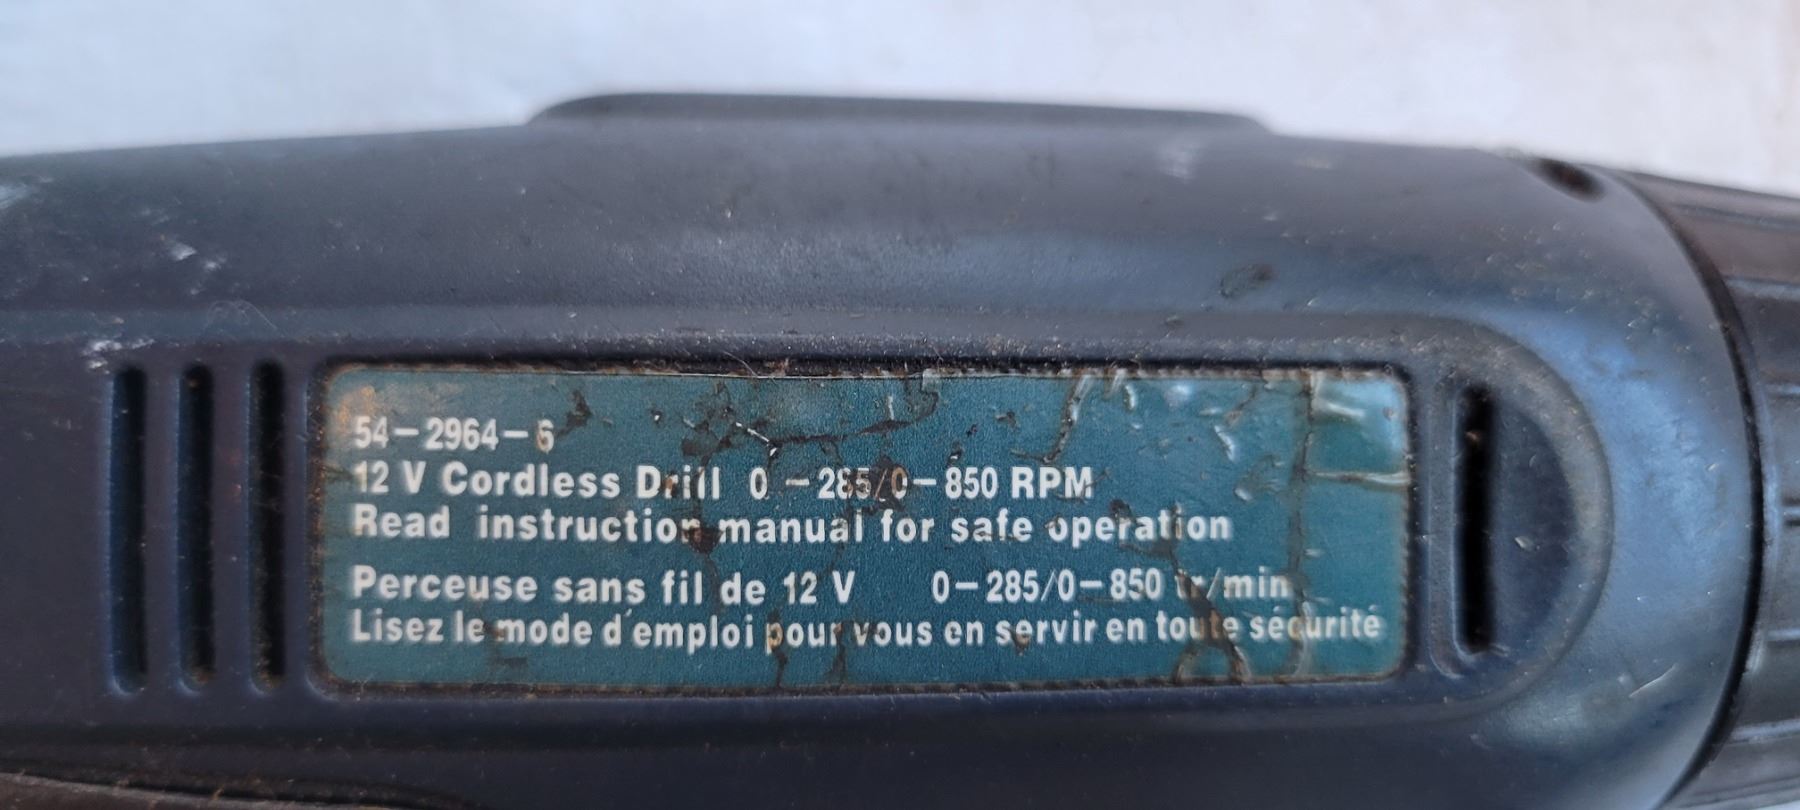 54-2964-6
12 V Cordless Drill 0-285/0-850 RPM
Read instruction manual for safe operation
Perceuse sans fil de 12 V 0-285/0-850 tr/min
Lisez le mode d'emploi pour vous en servir en toute sécurité